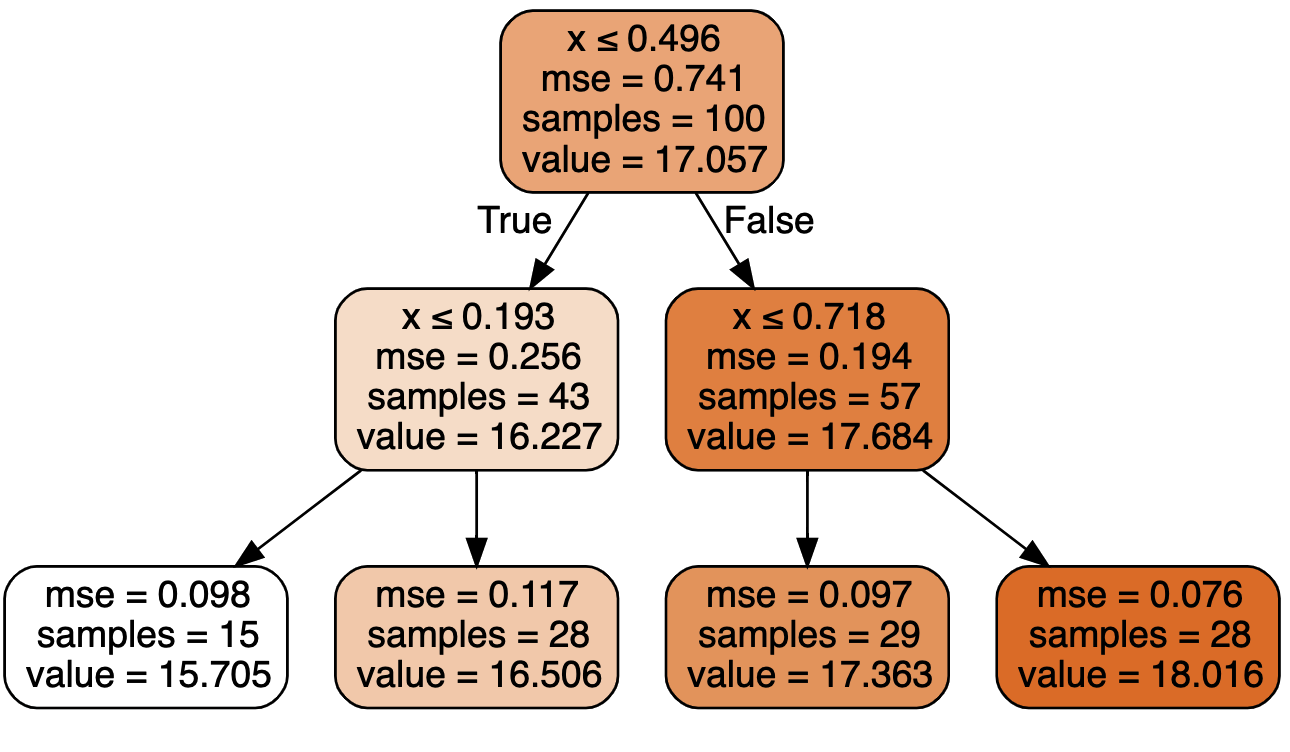 x ≤ 0.496
mse = 0.741
samples = 100
value = 17.057
True
False
x ≤ 0.193
mse = 0.256
samples = 43
value = 16.227
x ≤ 0.718
mse = 0.194
samples = 57
value = 17.684
mse = 0.098
samples = 15
value = 15.705
mse = 0.117
samples = 28
value = 16.506
mse = 0.097
samples = 29
value = 17.363
mse = 0.076
samples = 28
value = 18.016